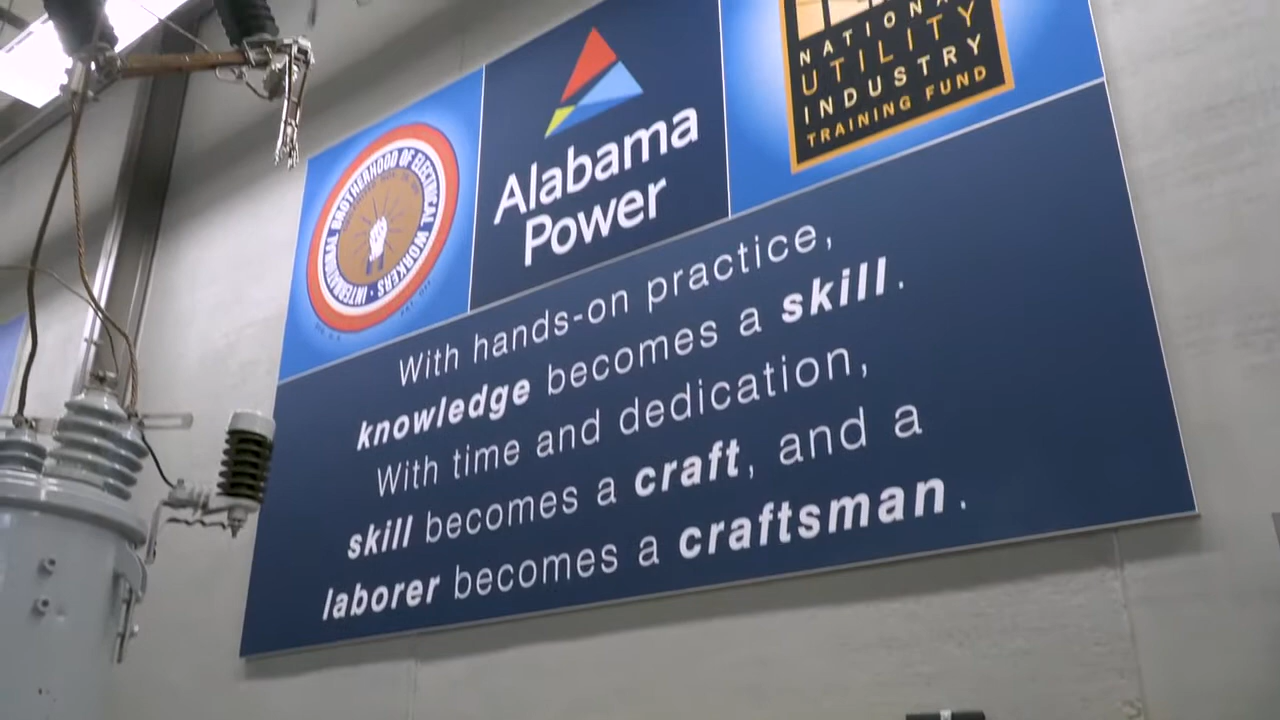 INTERNATIONAL BROTHERHOOD OF ELECTRICAL WORKERS
Alabama
Power
UTILITY
INDUSTRY
TRAINING FUND
With hands-on practice,
knowledge becomes a skill.
With time and dedication,
skill becomes a craft, and a
laborer becomes a craftsman.